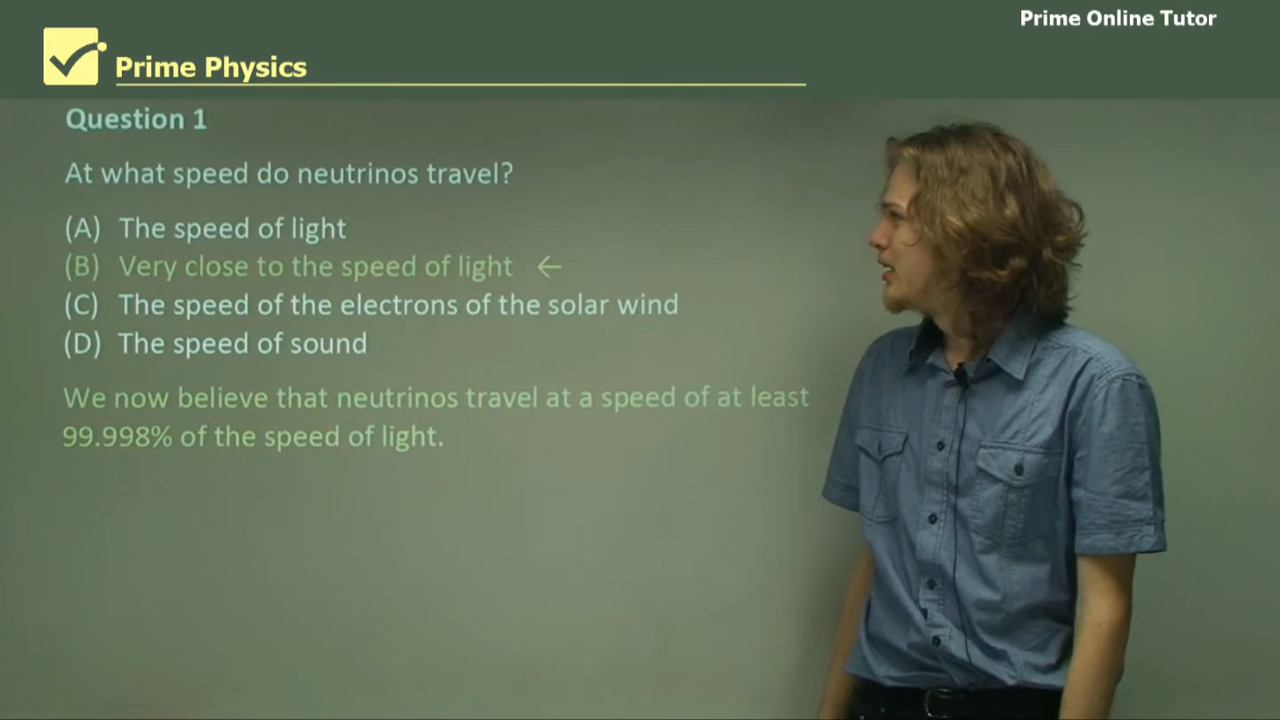 Prime Online Tutor
Prime Physics
Question 1
At what speed do neutrinos travel?
(A) The speed of light
(B) Very close to the speed of light ←
(C) The speed of the electrons of the solar wind
(D) The speed of sound
We now believe that neutrinos travel at a speed of at least
99.998% of the speed of light.